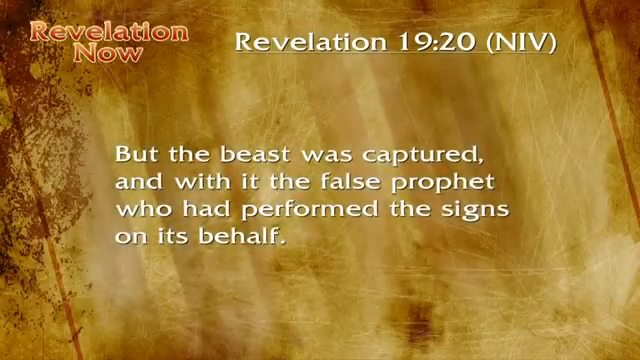 Revelation
Now
Revelation 19:20 (NIV)
But the beast was captured,
and with it the false prophet
who had performed the signs
on its behalf.